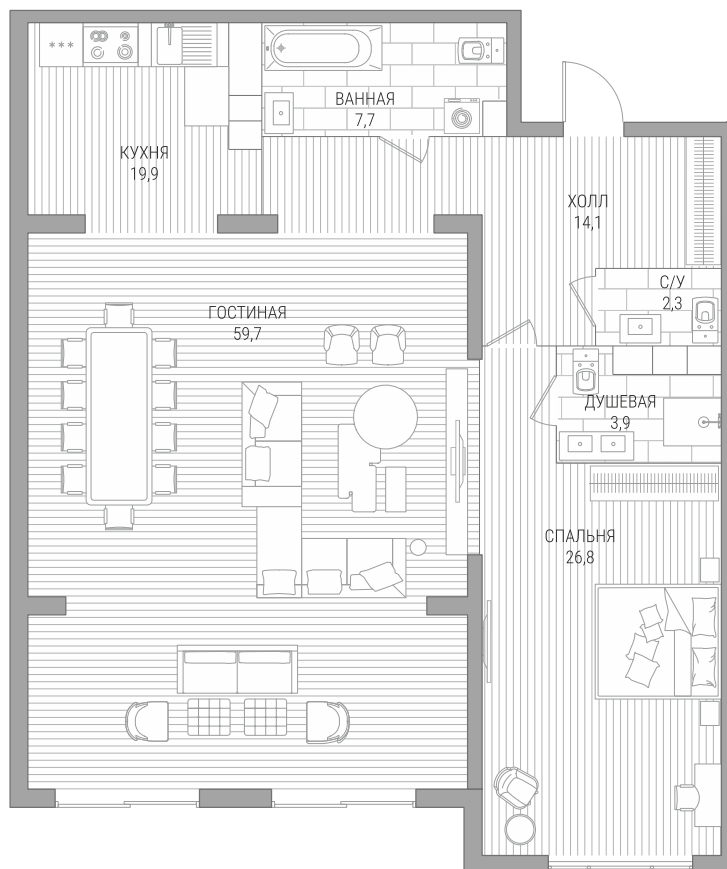 ВАННАЯ
7,7
КУХНЯ
19,9
ХОЛЛ
14,1
С/У
2,3
ГОСТИНАЯ
59,7
ДУШЕВАЯ
3,9
СПАЛЬНЯ
26,8